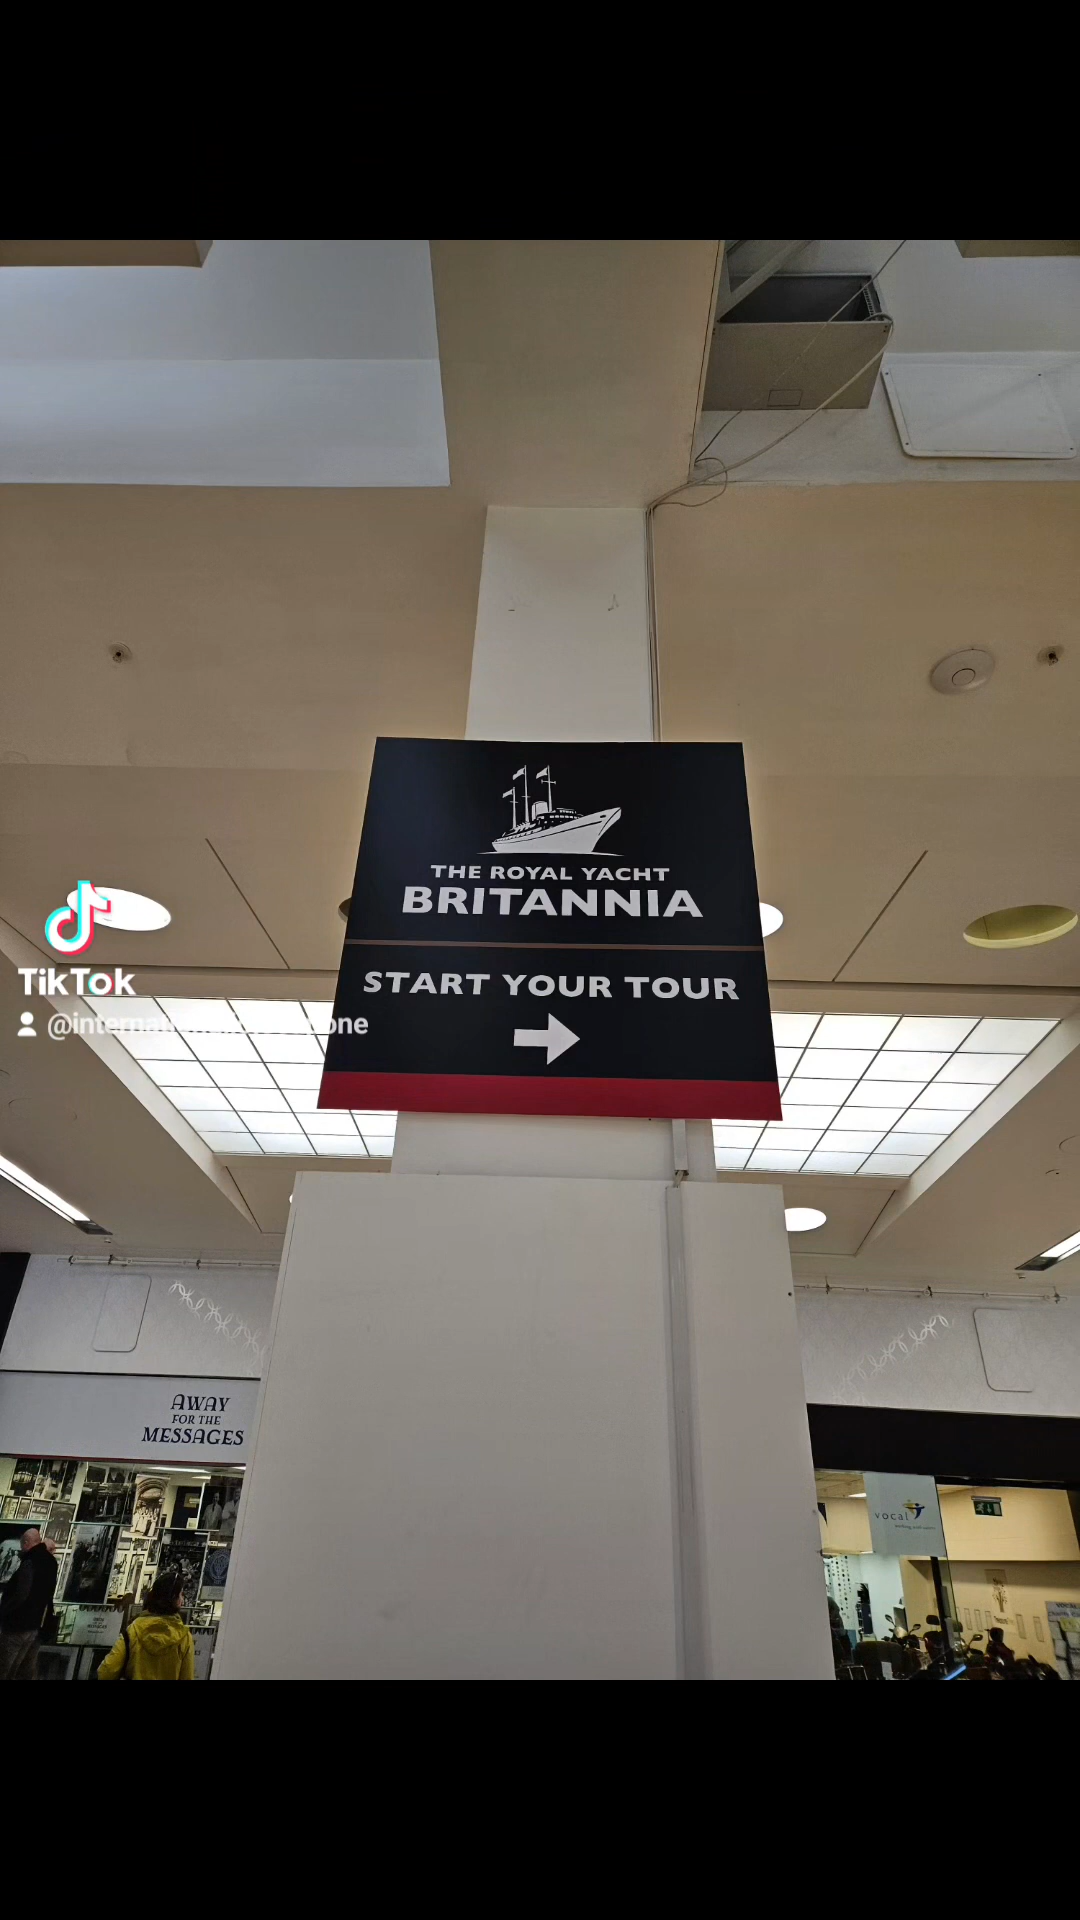 THE ROYAL YACHT
BRITANNIA
START YOUR TOUR
TikTok
AWAY
FOR THE
MESSAGES
vocal